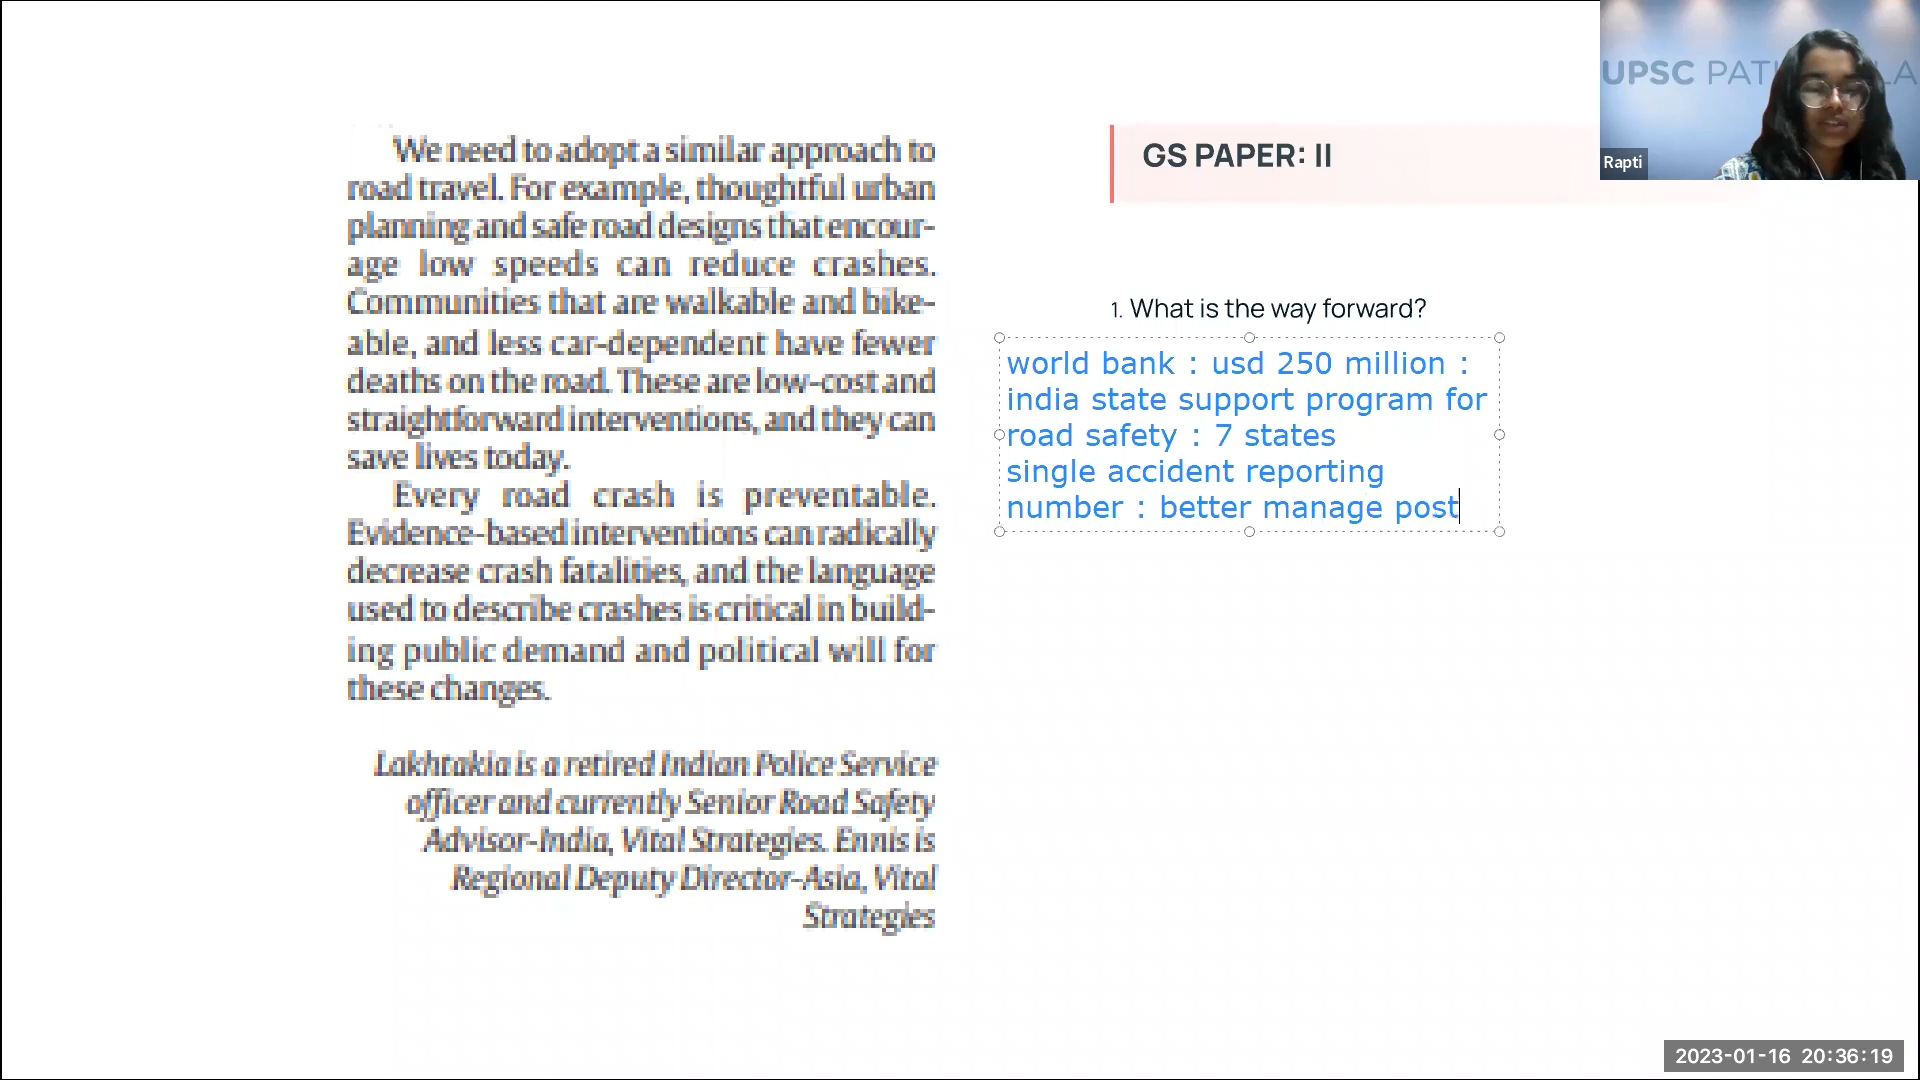 We need to adopt a similar approach to
road travel. For example, thoughtful urban
planning and safe road designs that encour-
age low speeds can reduce crashes.
Communities that are walkable and bike-
able, and less car-dependent have fewer
deaths on the road. These are low-cost and
straightforward interventions, and they can
save lives today.
Every road crash is preventable.
Evidence-based interventions can radically
decrease crash fatalities, and the language
used to describe crashes is critical in build-
ing public demand and political will for
these changes.
Lakhtakia is a retired Indian Police Service
officer and currently Senior Road Safety
Advisor-India, Vital Strategies. Ennis is
Regional Deputy Director-Asia, Vital
Strategies
GS PAPER: II
1. What is the way forward?
world bank : usd 250 million :
india state support program for
road safety : 7 states
single accident reporting
number : better manage post
UPSC
Rapti
2023-01-16 20:36:19